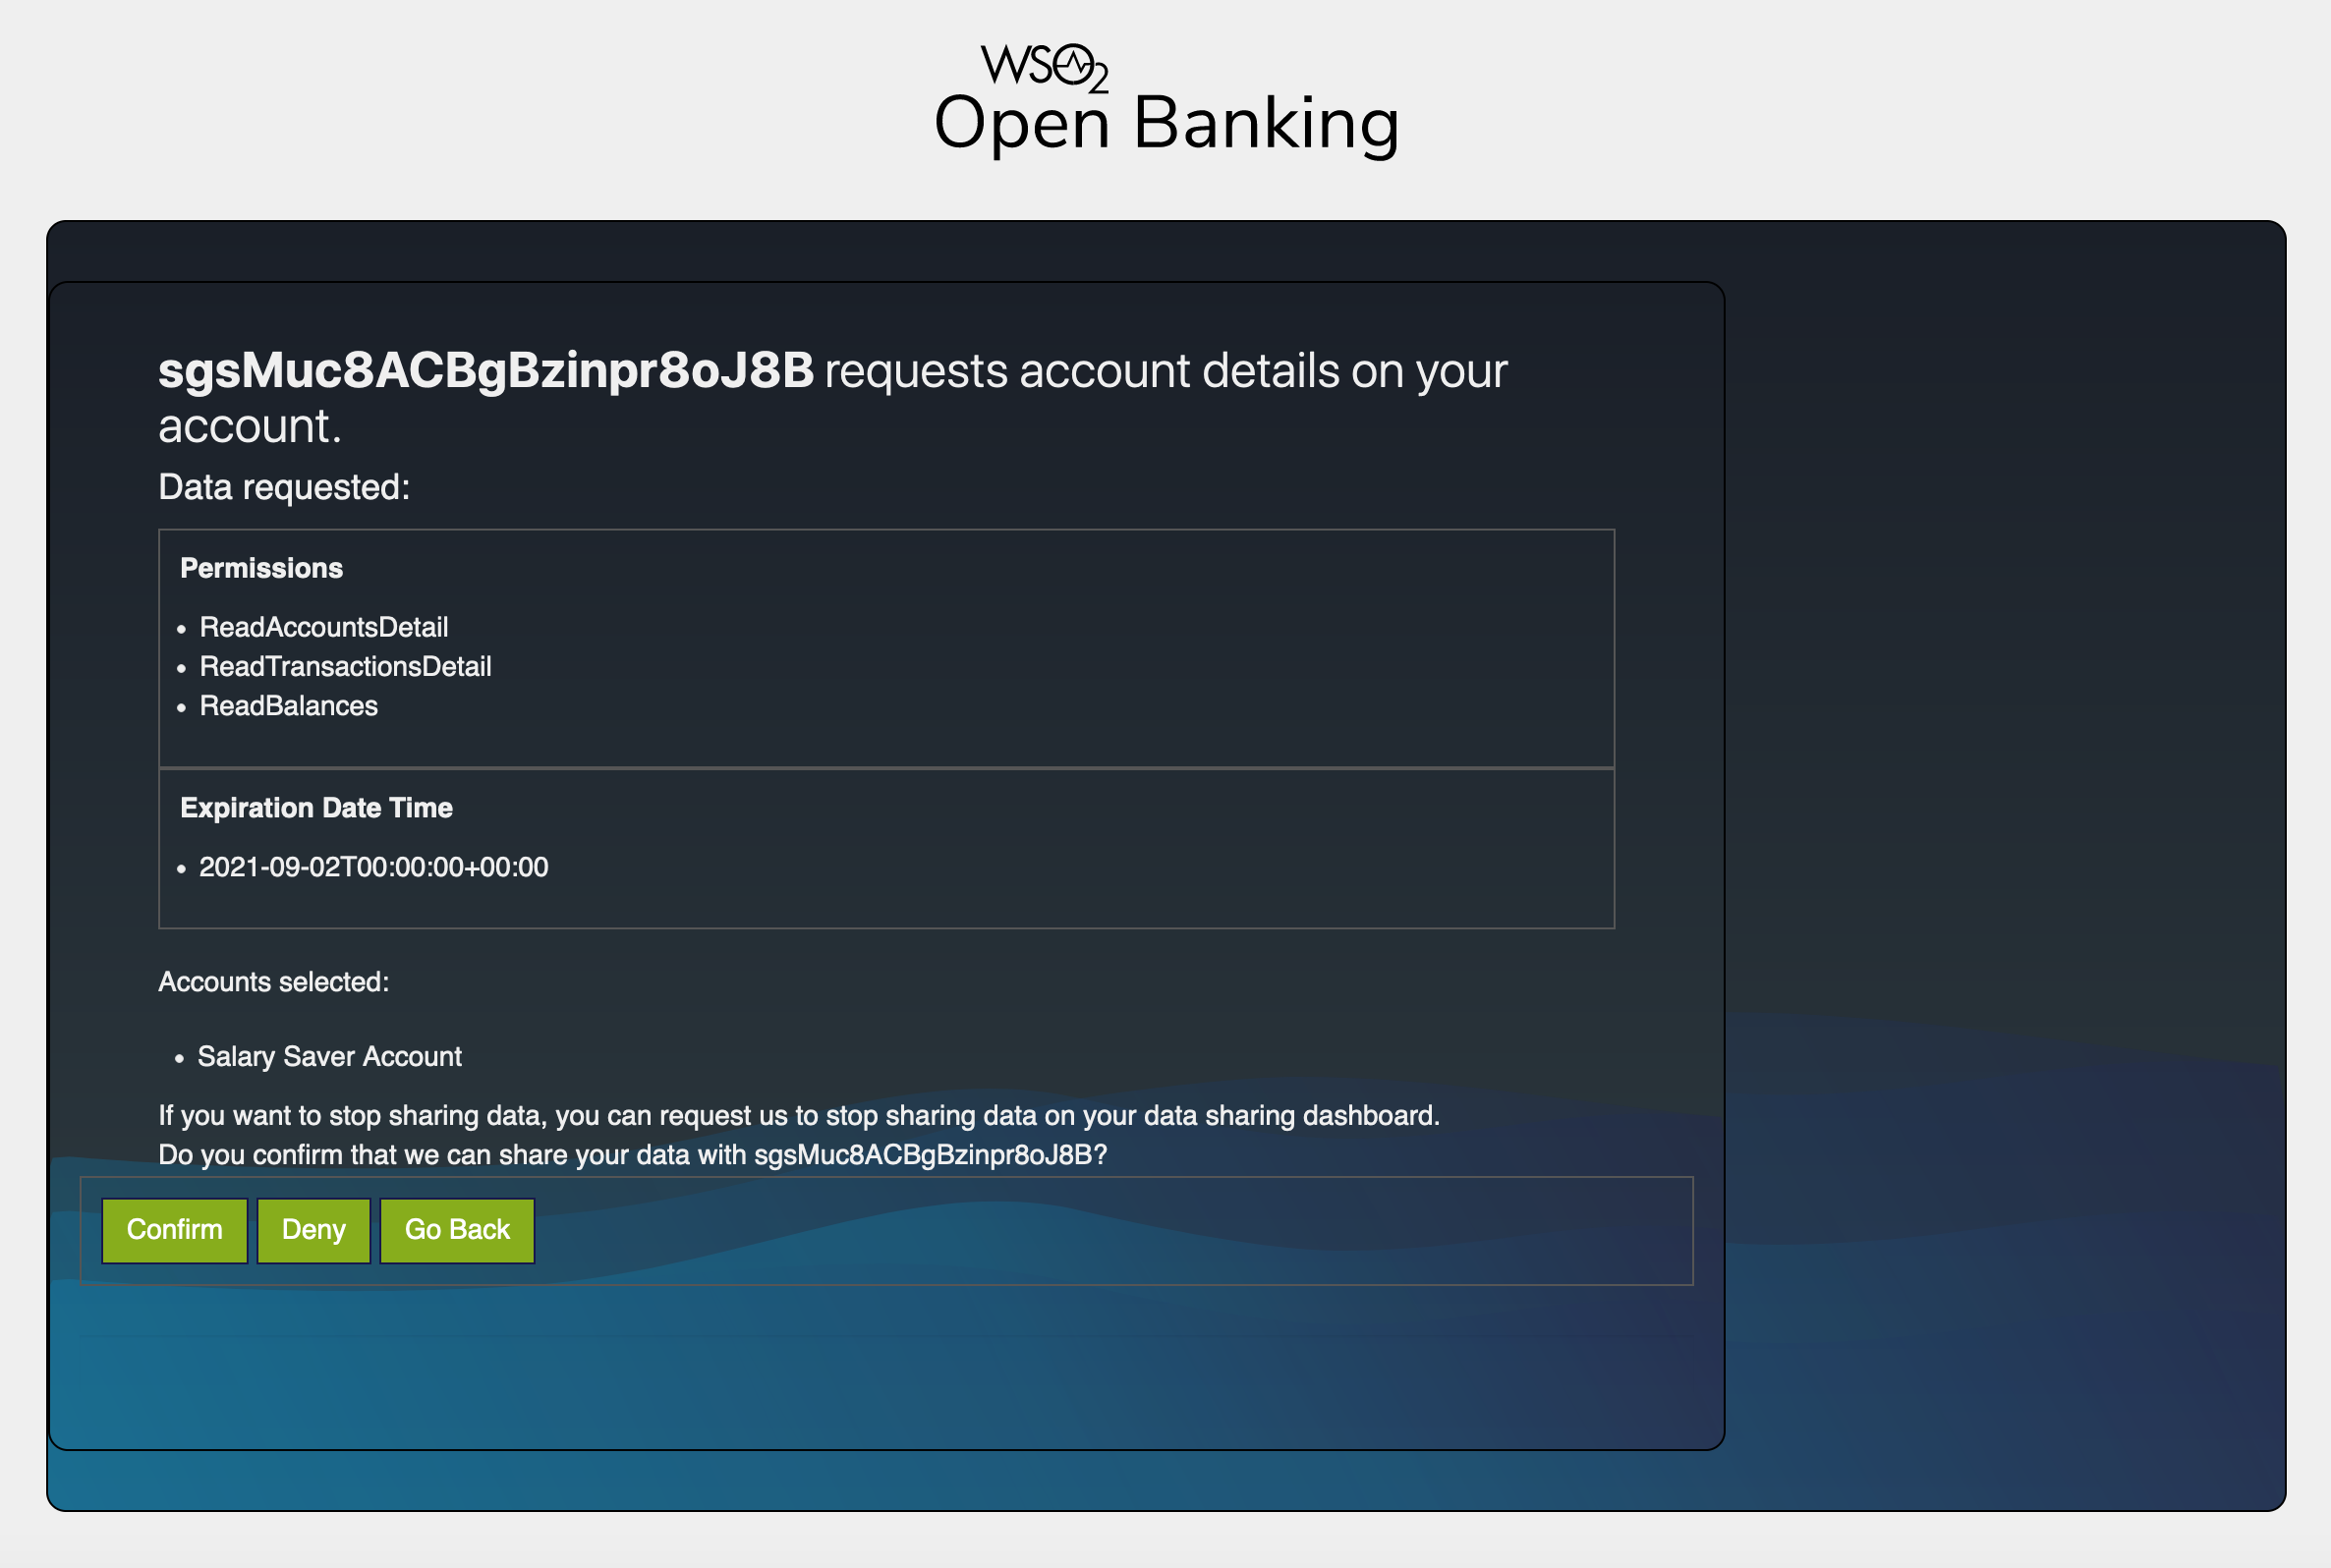 WSO2
Open Banking
sgsMuc8ACBgBzinpr8oJ8B requests account details on your
account.
Data requested:
Permissions
• ReadAccountsDetail
• ReadTransactionsDetail
• ReadBalances
Expiration Date Time
• 2021-09-02T00:00:00+00:00
Accounts selected:
• Salary Saver Account
If you want to stop sharing data, you can request us to stop sharing data on your data sharing dashboard.
Do you confirm that we can share your data with sgsMuc8ACBgBzinpr8oJ8B?
Confirm Deny Go Back